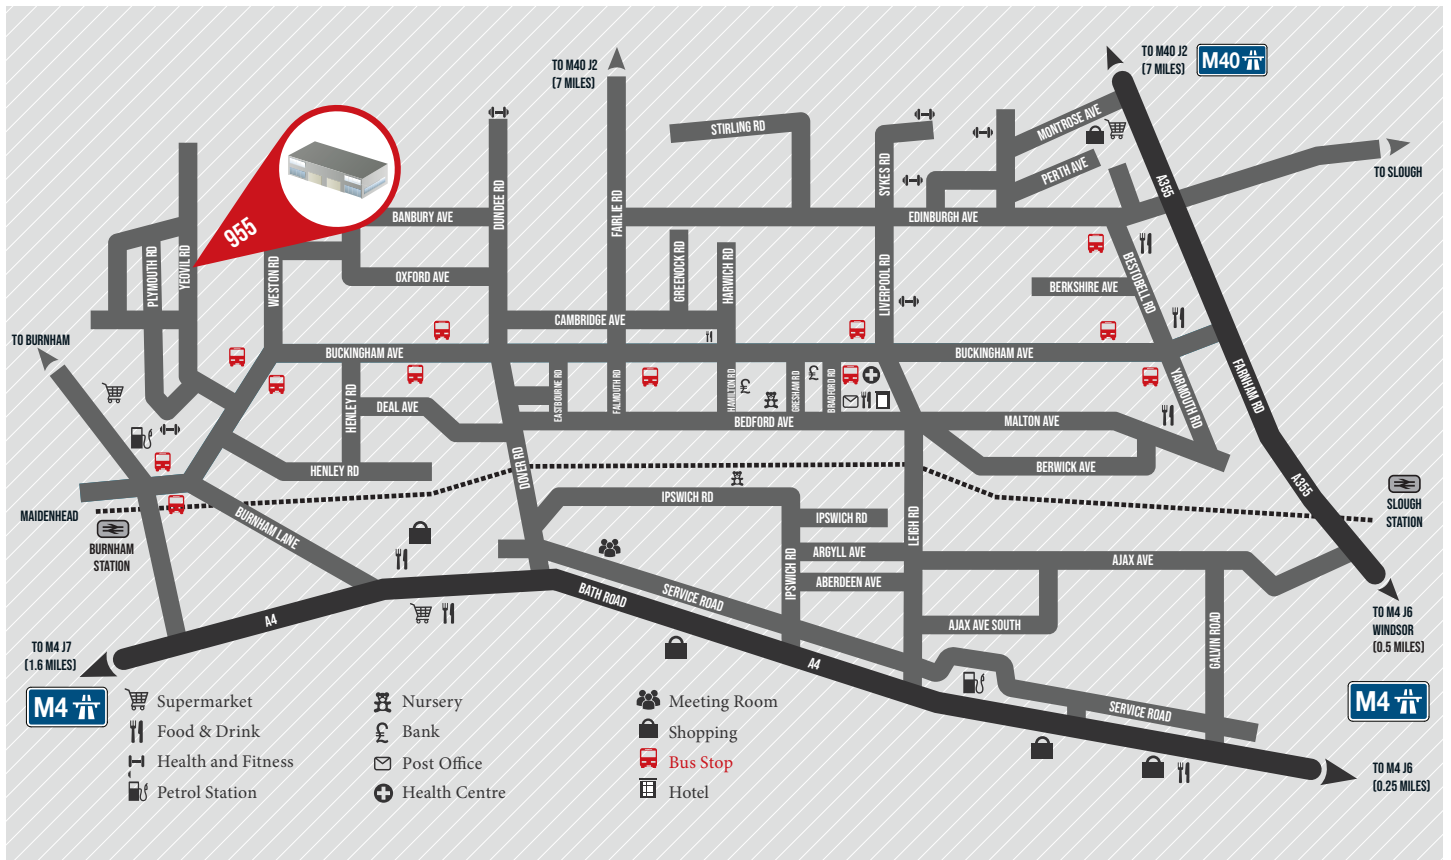 TO M40 J2
(7 MILES)
TO M40 J2
(7 MILES)
M40
MONTROSE AVE
STIRLING RD
PERTH AVE
SYKES RD
A355
TO SLOUGH
DUNDEE RD
FAIRLIE RD
BANBURY AVE
EDINBURGH AVE
955
PLYMOUTH RD
YEOVIL RD
WESTON RD
OXFORD AVE
GREENOCK RD
HARWICH RD
LIVERPOOL RD
BESTOBELL RD
BERKSHIRE AVE
CAMBRIDGE AVE
TO BURNHAM
BUCKINGHAM AVE
BUCKINGHAM AVE
FARNHAM RD
HENLEY RD
DEAL AVE
EASTBOURNE RD
FALMOUTH RD
HAMILTON RD
£
GRESHAM RD
£
BRADFORD RD
YARMOUTH RD
BEDFORD AVE
MALTON AVE
HENLEY RD
DOVER RD
BERWICK AVE
A355
IPSWICH RD
SLOUGH
STATION
MAIDENHEAD
BURNHAM
STATION
BURNHAM LANE
IPSWICH RD
LEIGH RD
ARGYLL AVE
AJAX AVE
IPSWICH RD
ABERDEEN AVE
BATH ROAD
SERVICE ROAD
A4
AJAX AVE SOUTH
GALVIN ROAD
TO M4 J6
WINDSOR
(0.5 MILES)
TO M4 J7
(1.6 MILES)
A4
M4
M4
SERVICE ROAD
TO M4 J6
(0.25 MILES)
Supermarket
Food & Drink
Health and Fitness
Petrol Station
Nursery
£ Bank
Post Office
Health Centre
Meeting Room
Shopping
Bus Stop
Hotel